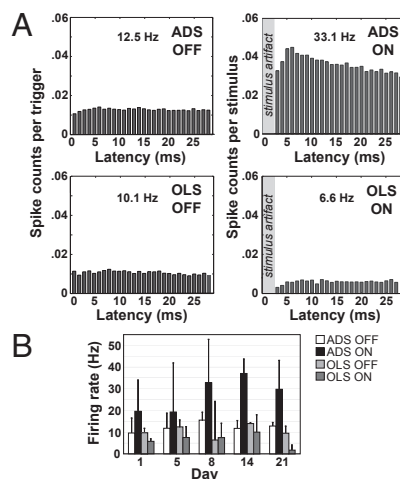 A
12.5 Hz ADS OFF
33.1 Hz ADS ON
Spike counts per trigger
Spike counts per stimulus
stimulus artifact
.06
.04
.02
0
0 5 10 15 20 25
Latency (ms)
.06
.04
.02
0
0 5 10 15 20 25
Latency (ms)
10.1 Hz OLS OFF
6.6 Hz OLS ON
stimulus artifact
.06
.04
.02
0
0 5 10 15 20 25
Latency (ms)
.06
.04
.02
0
0 5 10 15 20 25
Latency (ms)
B
Firing rate (Hz)
50
40
30
20
10
0
1 5 8 14 21
Day
ADS OFF
ADS ON
OLS OFF
OLS ON